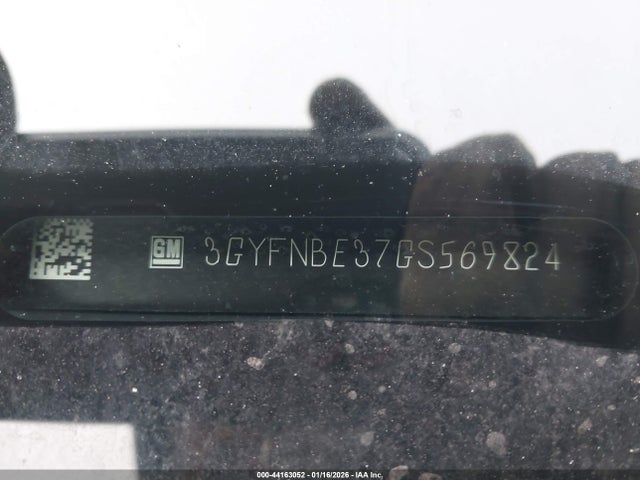 GM 3GYFNBE37GS569824
000-44163052 - 01/16/2026 - © IAA Inc.